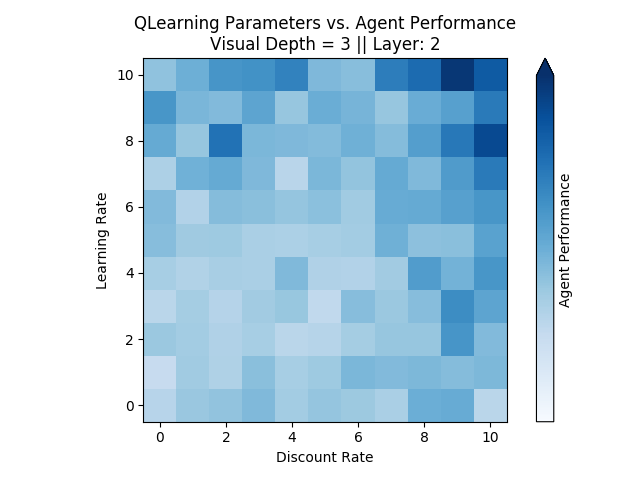 QLearning Parameters vs. Agent Performance
Visual Depth = 3 || Layer: 2
10
8
6
4
2
0
Learning Rate
0 2 4 6 8 10
Discount Rate
Agent Performance